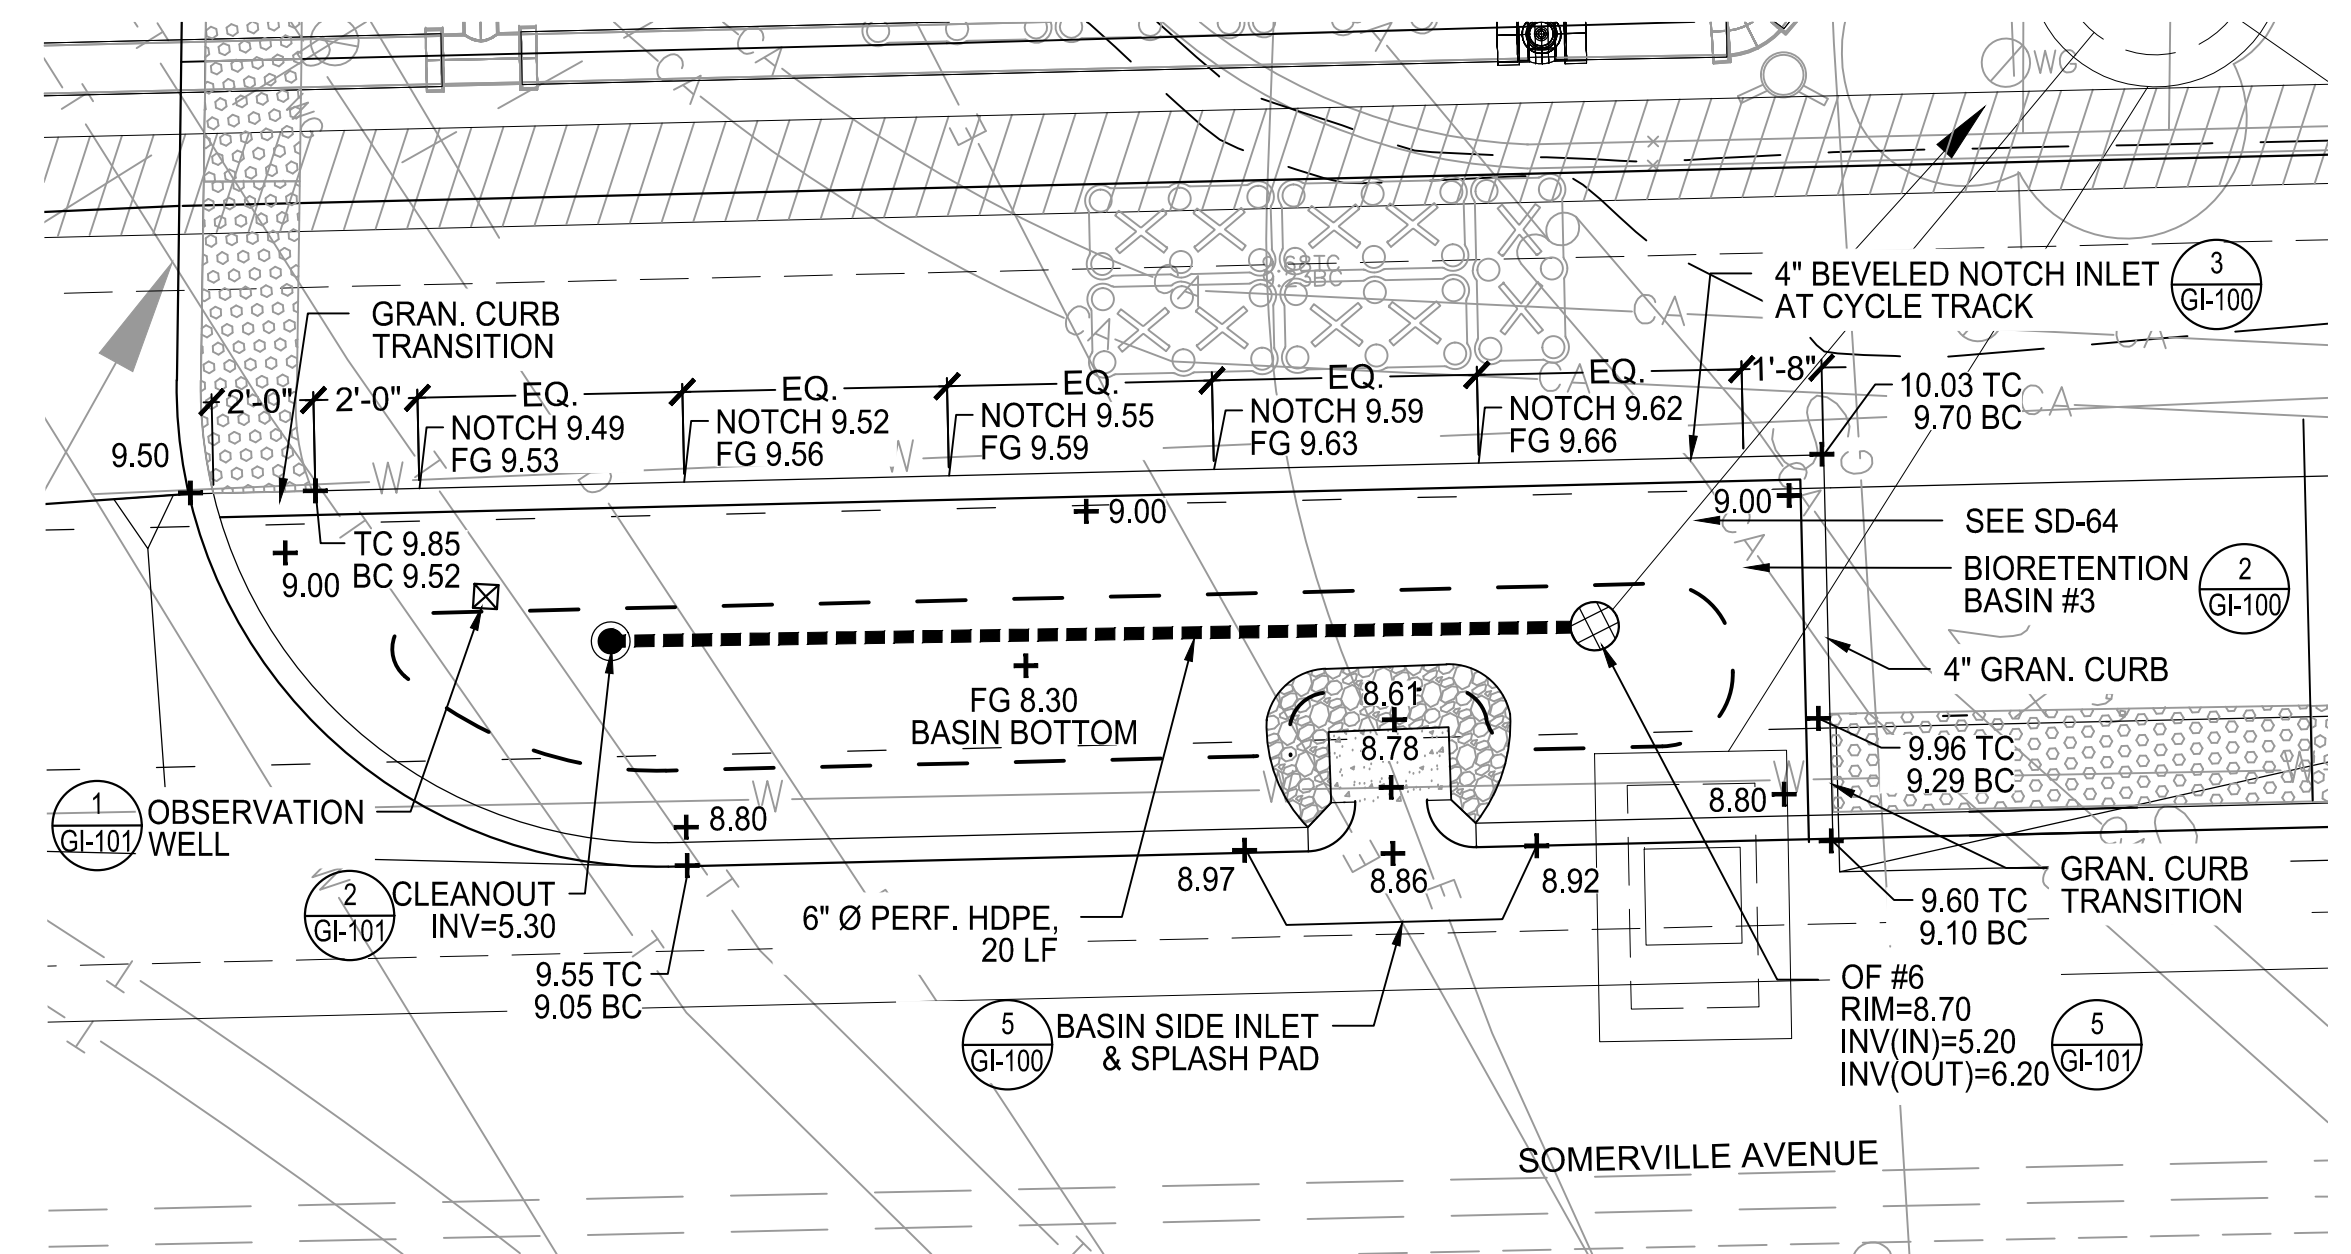 WG
9.68TC
9.23BC
CA
4" BEVELED NOTCH INLET
AT CYCLE TRACK
3
GI-100
GRAN. CURB
TRANSITION
2'-0"
2'-0"
EQ.
EQ.
EQ.
EQ.
EQ.
1'-8"
NOTCH 9.49
FG 9.53
NOTCH 9.52
FG 9.56
NOTCH 9.55
FG 9.59
NOTCH 9.59
FG 9.63
NOTCH 9.62
FG 9.66
10.03 TC
9.70 BC
CA
9.50
W
W
G
9.00
9.00
TC 9.85
BC 9.52
9.00
SEE SD-64
BIORETENTION
BASIN #3
2
GI-100
4" GRAN. CURB
FG 8.30
BASIN BOTTOM
8.61
8.78
9.96 TC
9.29 BC
W
W
W
8.80
8.80
1
GI-101
OBSERVATION
WELL
2
GI-101
CLEANOUT
INV=5.30
8.97
8.86
8.92
6" Ø PERF. HDPE,
20 LF
GRAN. CURB
TRANSITION
9.60 TC
9.10 BC
9.55 TC
9.05 BC
OF #6
RIM=8.70
INV(IN)=5.20
INV(OUT)=6.20
5
GI-101
5
GI-100
BASIN SIDE INLET
& SPLASH PAD
SOMERVILLE AVENUE